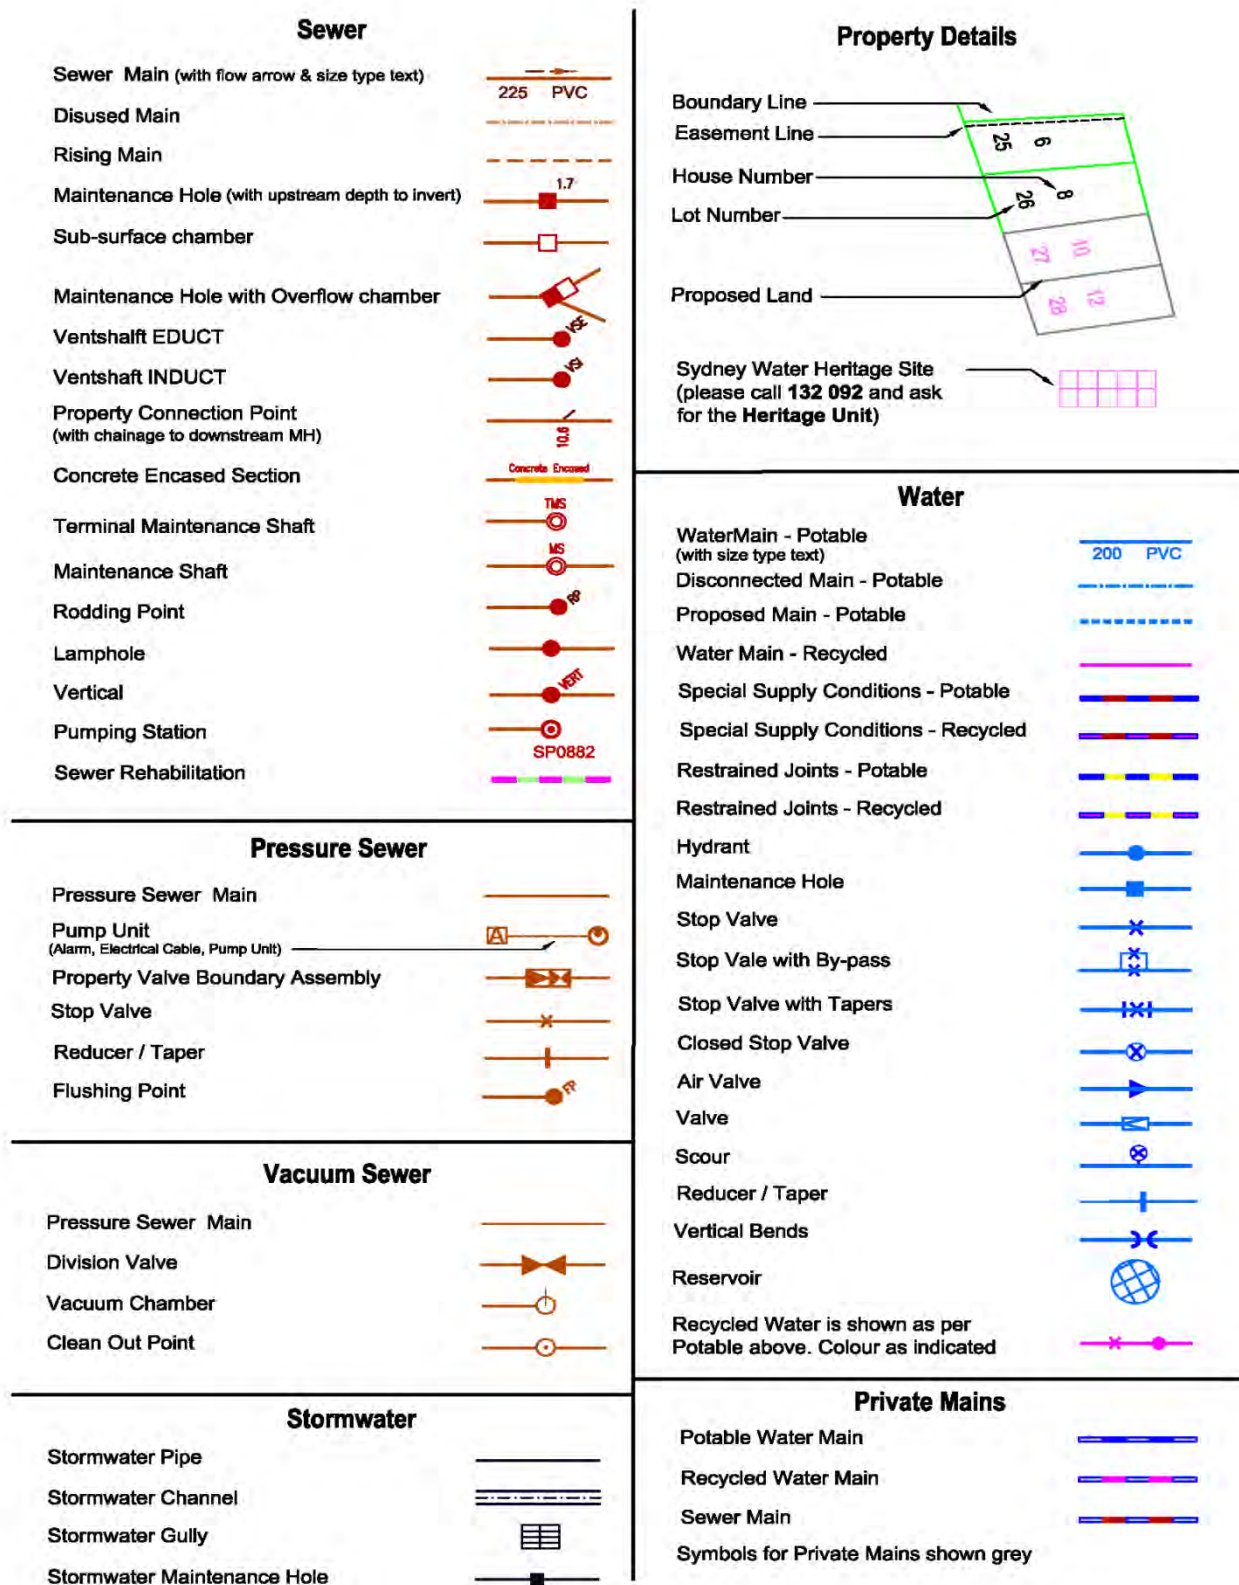 Sewer
Sewer Main (with flow arrow & size type text)
225 PVC
Disused Main
Rising Main
Maintenance Hole (with upstream depth to invert)
1.7
Sub-surface chamber
Maintenance Hole with Overflow chamber
Ventshalft EDUCT
VSE
Ventshaft INDUCT
VSI
Property Connection Point
(with chainage to downstream MH)
10.6
Concrete Encased Section
Concrete Encased
Terminal Maintenance Shaft
TMS
Maintenance Shaft
MS
Rodding Point
RP
Lamphole
Vertical
VERT
Pumping Station
SP0882
Sewer Rehabilitation
Pressure Sewer
Pressure Sewer Main
Pump Unit
(Alarm, Electrical Cable, Pump Unit)
A
Property Valve Boundary Assembly
Stop Valve
Reducer / Taper
Flushing Point
FP
Vacuum Sewer
Pressure Sewer Main
Division Valve
Vacuum Chamber
Clean Out Point
Stormwater
Stormwater Pipe
Stormwater Channel
Stormwater Gully
Stormwater Maintenance Hole
Property Details
Boundary Line
Easement Line
25 6
House Number
8
Lot Number
26
27 10
Proposed Land
28 12
Sydney Water Heritage Site
(please call 132 092 and ask
for the Heritage Unit)
Water
WaterMain - Potable
(with size type text)
200 PVC
Disconnected Main - Potable
Proposed Main - Potable
Water Main - Recycled
Special Supply Conditions - Potable
Special Supply Conditions - Recycled
Restrained Joints - Potable
Restrained Joints - Recycled
Hydrant
Maintenance Hole
Stop Valve
Stop Vale with By-pass
Stop Valve with Tapers
Closed Stop Valve
Air Valve
Valve
Scour
Reducer / Taper
Vertical Bends
Reservoir
Recycled Water is shown as per
Potable above. Colour as indicated
Private Mains
Potable Water Main
Recycled Water Main
Sewer Main
Symbols for Private Mains shown grey